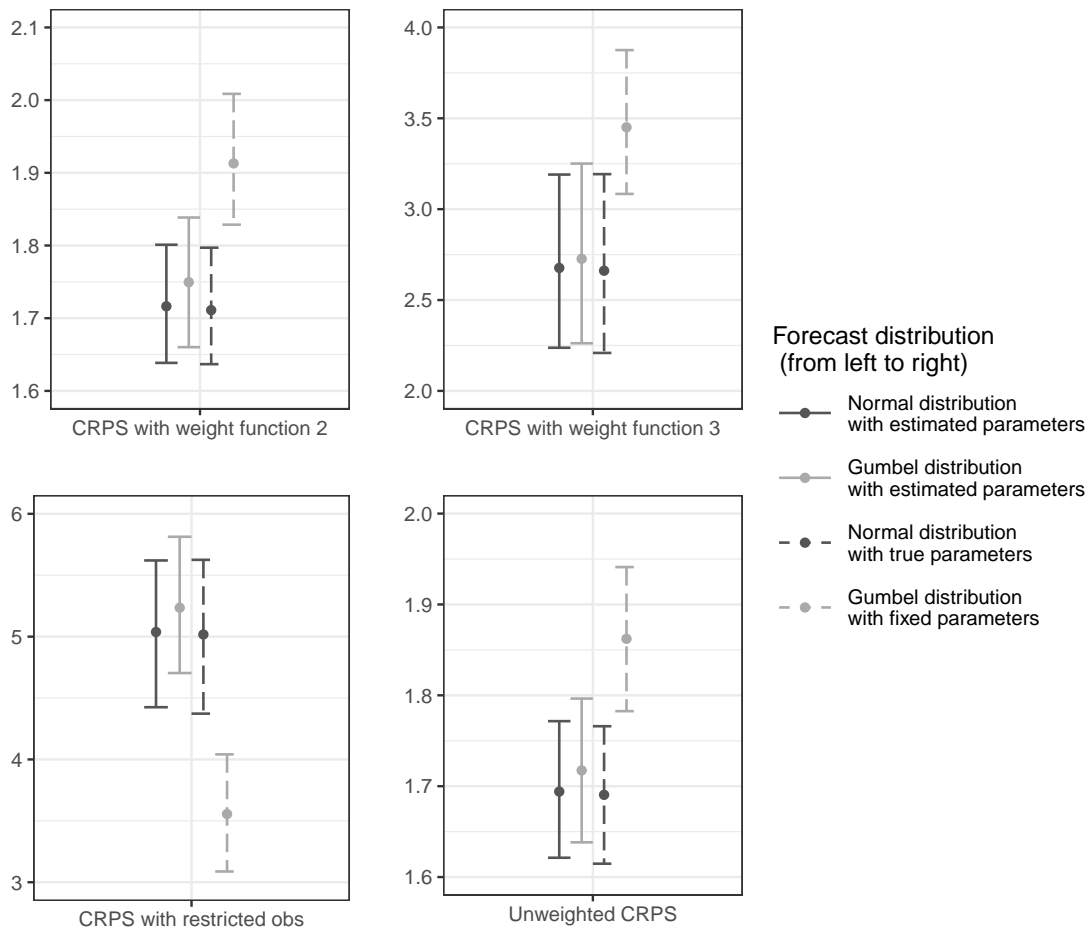 2.1
2.0
1.9
1.8
1.7
1.6
CRPS with weight function 2
4.0
3.5
3.0
2.5
2.0
CRPS with weight function 3
6
5
4
3
CRPS with restricted obs
2.0
1.9
1.8
1.7
1.6
Unweighted CRPS
Forecast distribution
(from left to right)
Normal distribution
with estimated parameters
Gumbel distribution
with estimated parameters
Normal distribution
with true parameters
Gumbel distribution
with fixed parameters